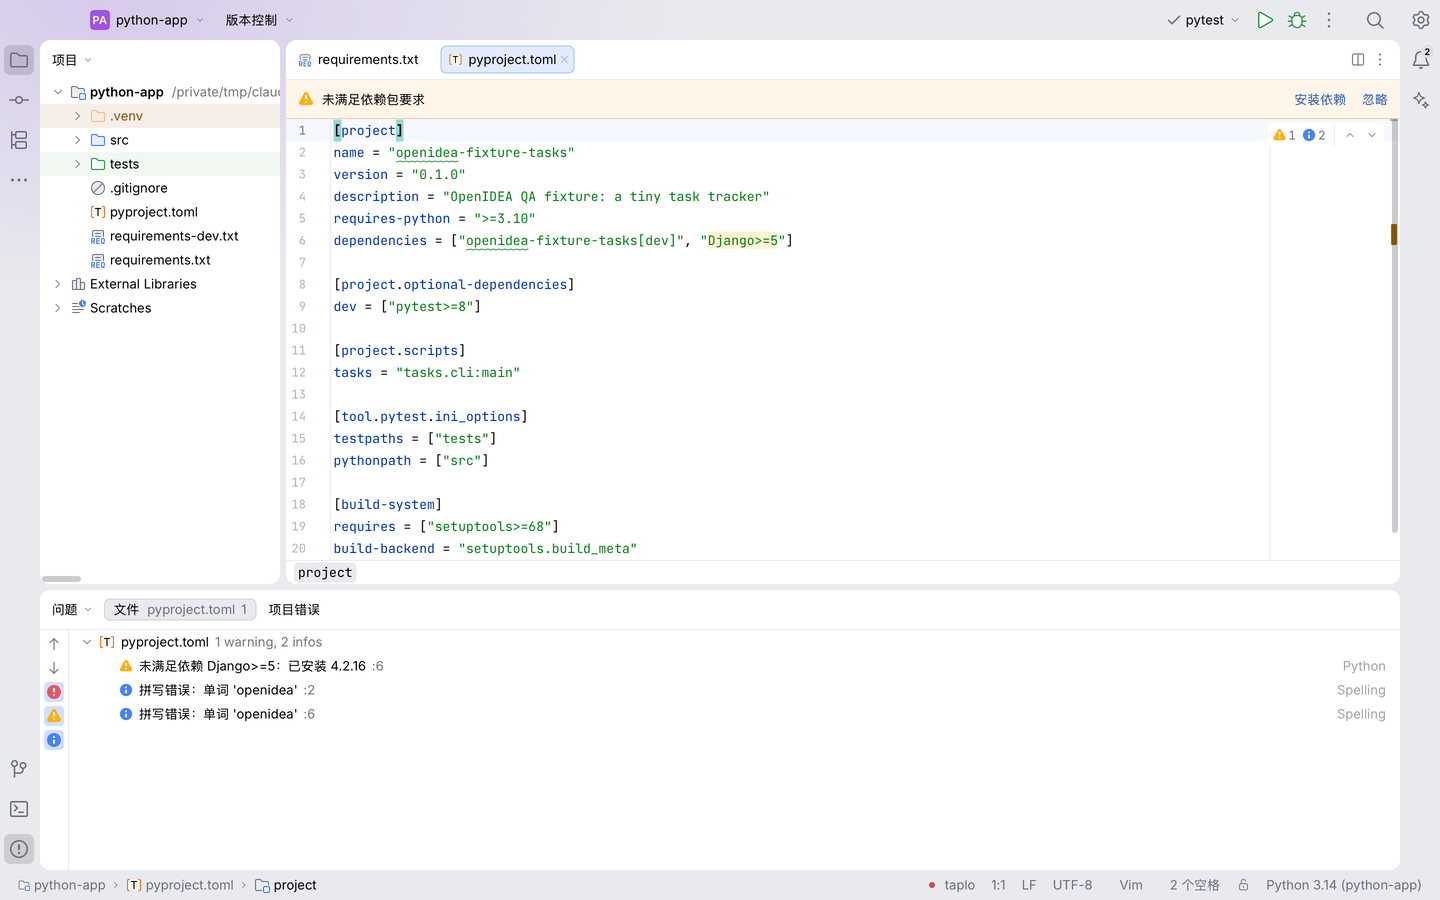 PA python-app 版本控制 pytest
项目
requirements.txt pyproject.toml
2
python-app /private/tmp/clau
未满足依赖包要求 安装依赖 忽略
.venv
src
tests
.gitignore
pyproject.toml
requirements-dev.txt
requirements.txt
External Libraries
Scratches
1 [project]
1 2
2 name = "openidea-fixture-tasks"
3 version = "0.1.0"
4 description = "OpenIDEA QA fixture: a tiny task tracker"
5 requires-python = ">=3.10"
6 dependencies = ["openidea-fixture-tasks[dev]", "Django>=5"]
7
8 [project.optional-dependencies]
9 dev = ["pytest>=8"]
10
11 [project.scripts]
12 tasks = "tasks.cli:main"
13
14 [tool.pytest.ini_options]
15 testpaths = ["tests"]
16 pythonpath = ["src"]
17
18 [build-system]
19 requires = ["setuptools>=68"]
20 build-backend = "setuptools.build_meta"
project
问题 文件 pyproject.toml 1 项目错误
pyproject.toml 1 warning, 2 infos
未满足依赖 Django>=5：已安装 4.2.16 :6 Python
拼写错误：单词 'openidea' :2 Spelling
拼写错误：单词 'openidea' :6 Spelling
python-app pyproject.toml project taplo 1:1 LF UTF-8 Vim 2 个空格 Python 3.14 (python-app)